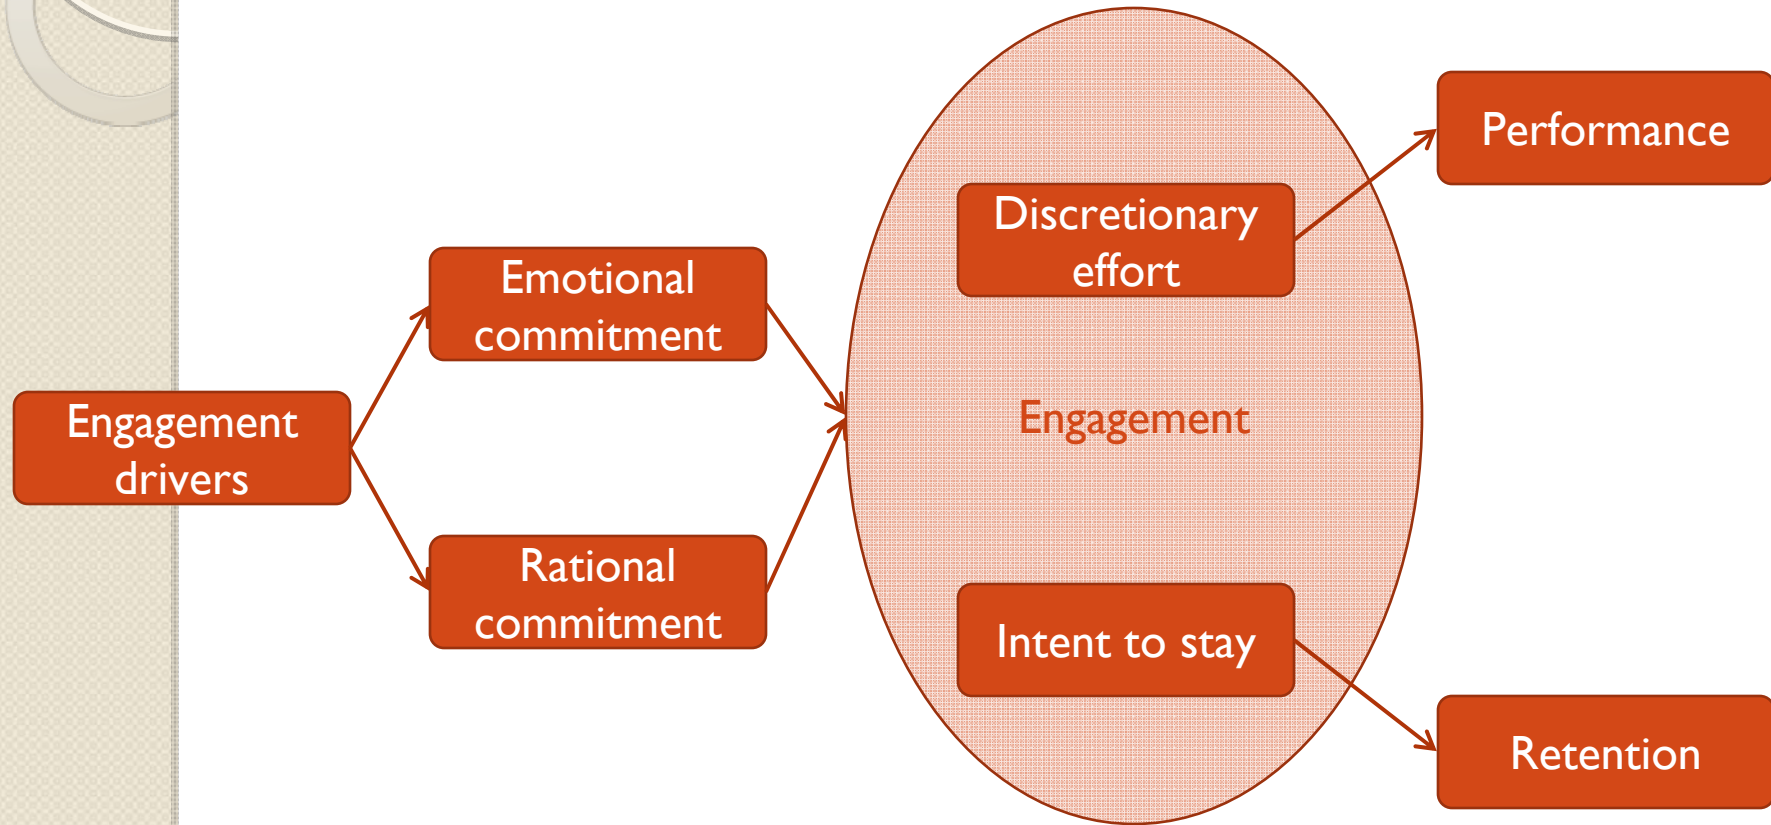 Engagement
drivers
Emotional
commitment
Rational
commitment
Discretionary
effort
Engagement
Intent to stay
Performance
Retention